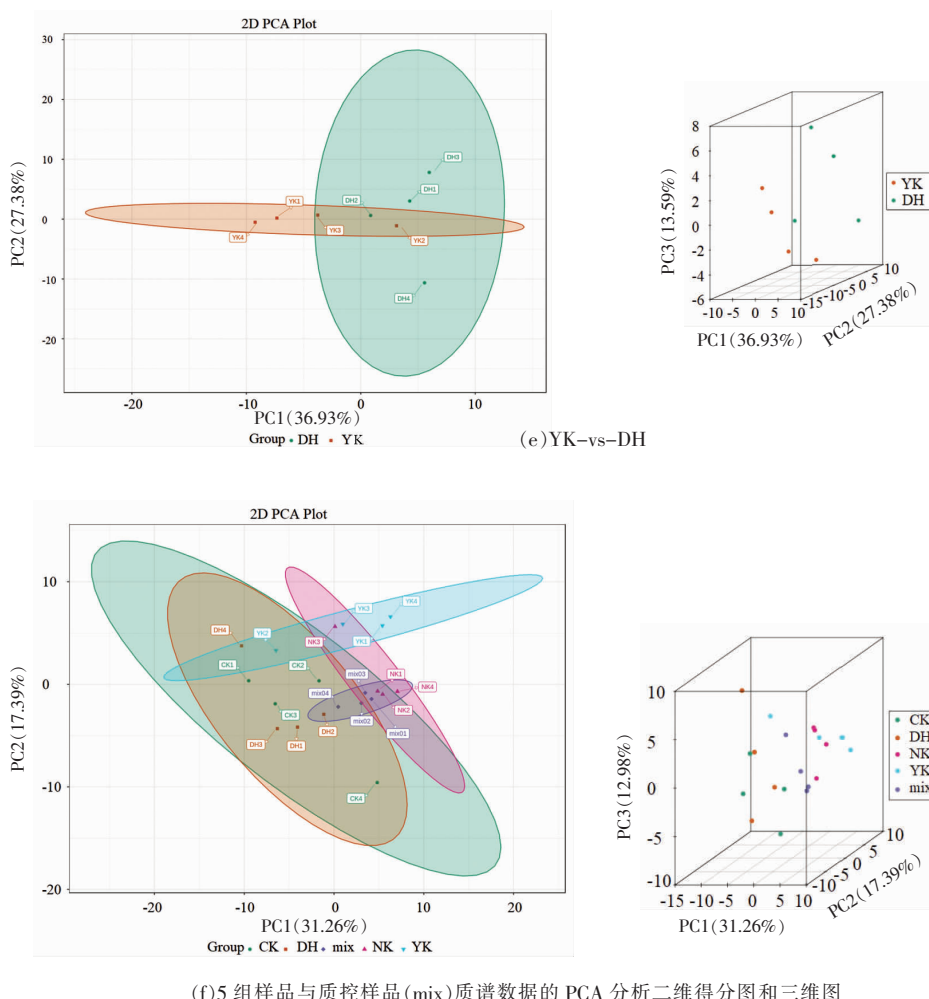 2D PCA Plot
30
20
10
0
-10
-20
PC2(27.38%)
DH3
DH1
DH2
YK1
YK3
YK4
YK2
DH4
-20
-10
0
10
PC1(36.93%)
Group DH YK
8
6
4
2
0
-2
-4
-6
PC3(13.59%)
-10 -5 0 5 10
PC1(36.93%)
-15 -10 -5 0 5 10
PC2(27.38%)
YK
DH
(e)YK-vs-DH
2D PCA Plot
10
0
-10
-20
PC2(17.39%)
YK3
YK4
DH4
YK2
YK1
NK3
CK1
CK2
mix03
NK1
NK4
mix04
CK3
NK2
mix02
mix01
DH3
DH1
DH2
CK4
-20
-10
0
10
20
PC1(31.26%)
Group CK DH mix NK YK
10
5
0
-5
-10
PC3(12.98%)
-15 -10 -5 0 5 10
PC1(31.26%)
-10 -5 0 5 10
PC2(17.39%)
CK
DH
NK
YK
mix
(f)5 组样品与质控样品(mix)质谱数据的 PCA 分析二维得分图和三维图